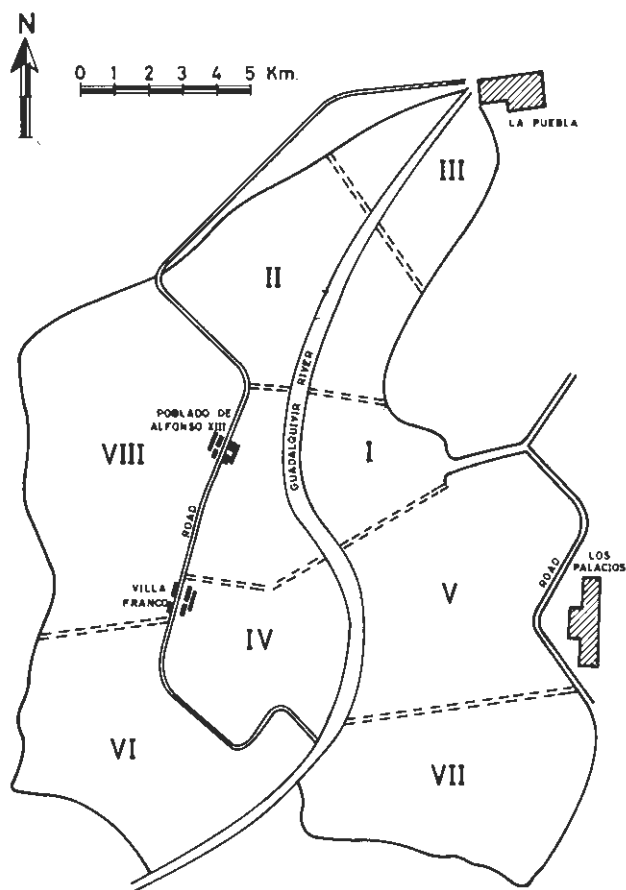 N
0 1 2 3 4 5 Km.
LA PUEBLA
III
II
GUADALQUIVIR RIVER
POBLADO DE
ALFONSO XIII
VIII
I
ROAD
LOS
PALACIOS
ROAD
VILLA
FRANCO
V
IV
VI
VII